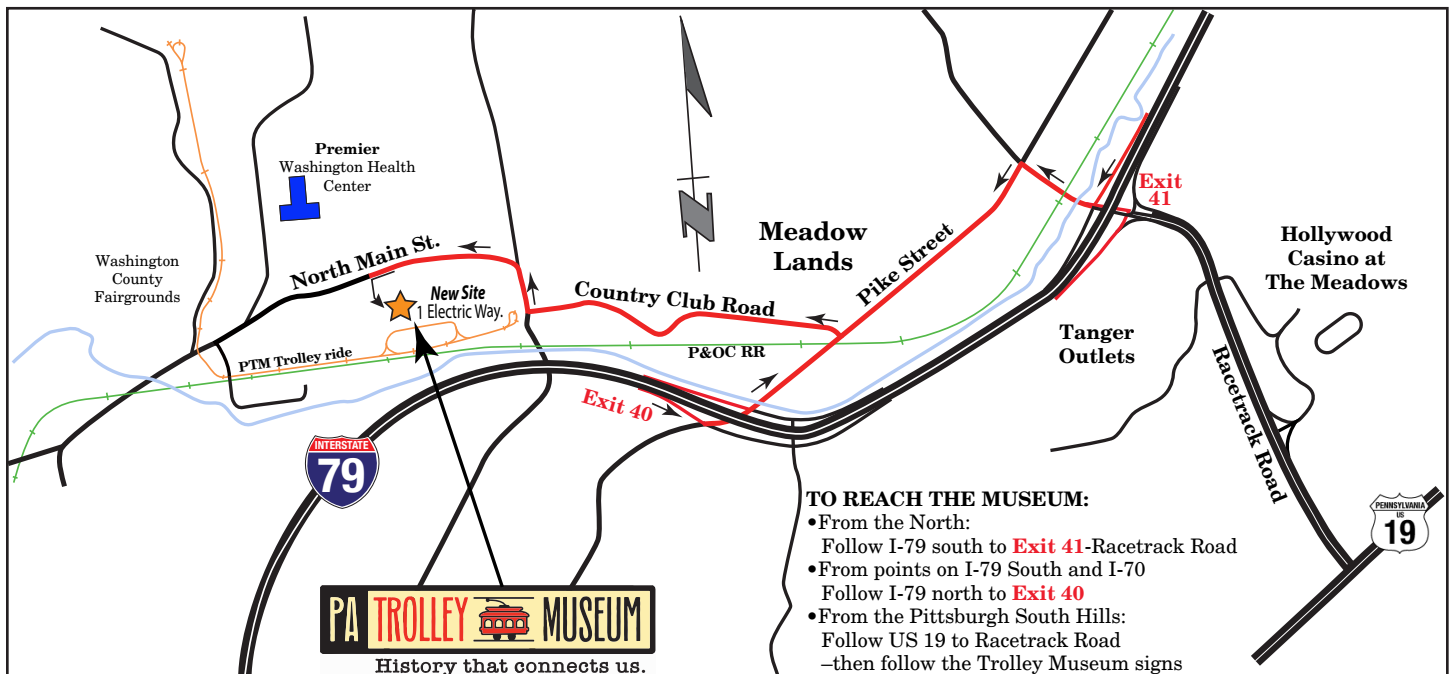 Premier
Washington Health
Center
Washington
County
Fairgrounds
North Main St.
New Site
1 Electric Way.
PTM Trolley ride
Country Club Road
P&OC RR
N
Meadow
Lands
Pike Street
Exit
41
Exit 40
Hollywood
Casino at
The Meadows
Tanger
Outlets
Racetrack Road
INTERSTATE
79
PENNSYLVANIA
US
19
PA TROLLEY MUSEUM
History that connects us.
TO REACH THE MUSEUM:
•From the North:
Follow I-79 south to Exit 41-Racetrack Road
•From points on I-79 South and I-70
Follow I-79 north to Exit 40
•From the Pittsburgh South Hills:
Follow US 19 to Racetrack Road
–then follow the Trolley Museum signs